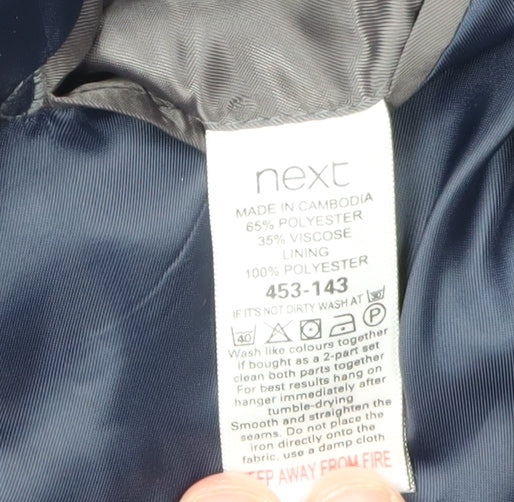 next
MADE IN CAMBODIA
65% POLYESTER
35% VISCOSE
LINING
100% POLYESTER
453-143
IF IT'S NOT DIRTY WASH AT 30
40 P
Wash like colours together
If bought as a 2-part set
clean both parts together
For best results hang on
hanger immediately after
tumble-drying
Smooth and straighten the
seams. Do not place the
iron directly onto the
fabric, use a damp cloth
KEEP AWAY FROM FIRE